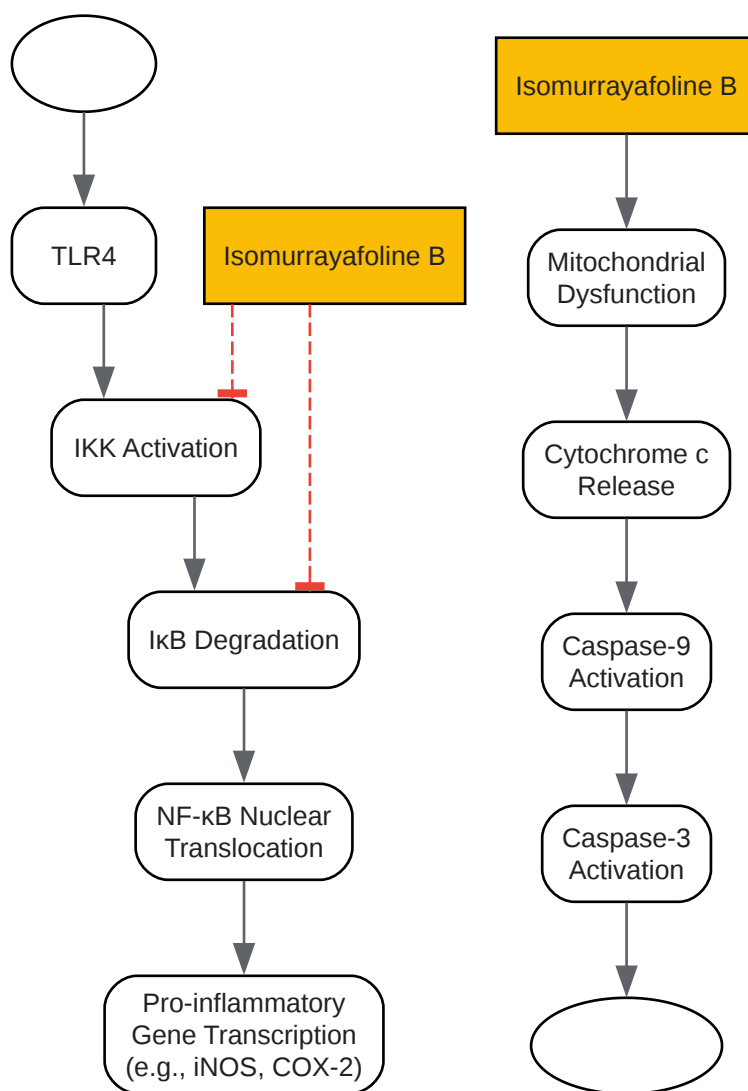 TLR4
Isomurrayafoline B
IKK Activation
IκB Degradation
NF-κB Nuclear
Translocation
Pro-inflammatory
Gene Transcription
(e.g., iNOS, COX-2)
Isomurrayafoline B
Mitochondrial
Dysfunction
Cytochrome c
Release
Caspase-9
Activation
Caspase-3
Activation